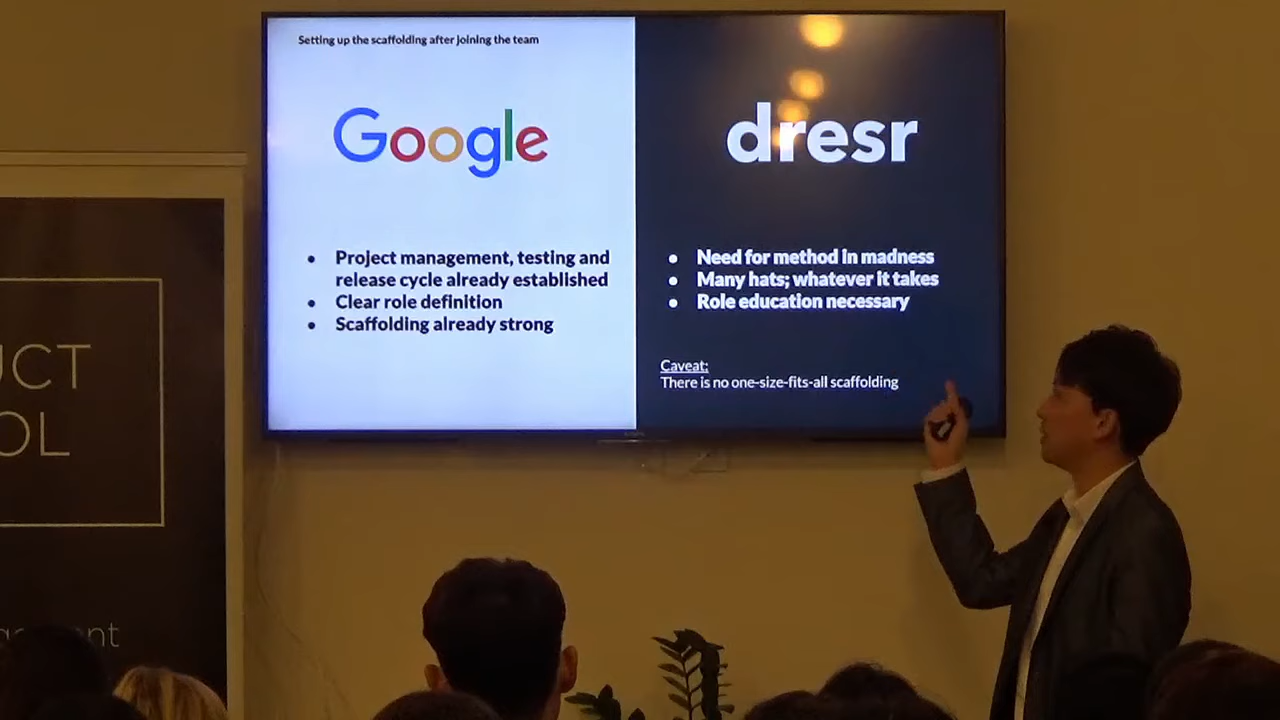 Setting up the scaffolding after joining the team
Google
• Project management, testing and
release cycle already established
• Clear role definition
• Scaffolding already strong
dresr
• Need for method in madness
• Many hats; whatever it takes
• Role education necessary
Caveat:
There is no one-size-fits-all scaffolding
UCT
OL